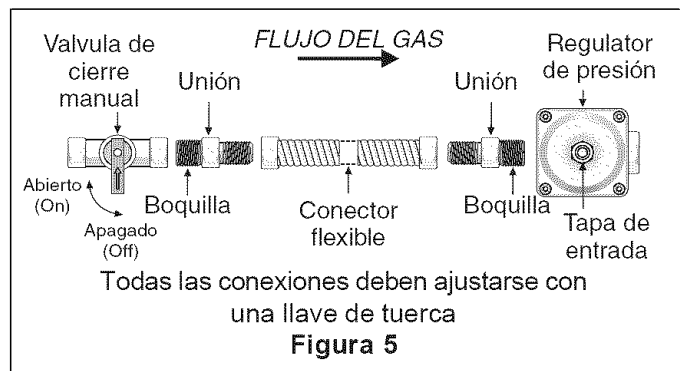 Valvula de
cierre
manual
FLUJO DEL GAS
Regulator
de presión
Unión
Unión
Abierto
(On)
Apagado
(Off)
Boquilla
Conector
flexible
Boquilla
Tapa de
entrada
Todas las conexiones deben ajustarse con
una llave de tuerca
Figura 5